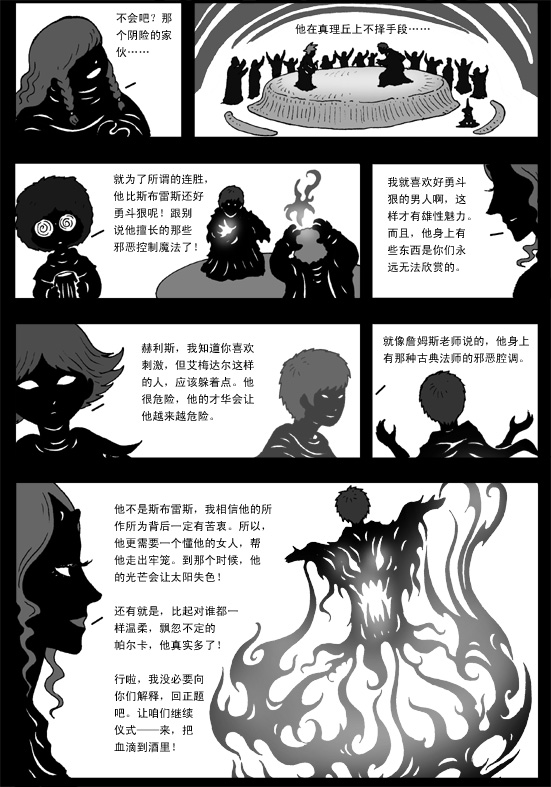 不会吧？那
个阴险的家
伙……
他在真理丘上不择手段……
就为了所谓的连胜，
他比斯布雷斯还好
勇斗狠呢！跟别
说他擅长的那些
邪恶控制魔法了！
我就喜欢好勇斗
狠的男人啊，这
样才有雄性魅力。
而且，他身上有
些东西是你们永
远无法欣赏的。
赫利斯，我知道你喜欢
刺激，但艾梅达尔这样
的人，应该躲着点。他
很危险，他的才华会让
他越来越危险。
就像詹姆斯老师说的，他身上
有那种古典法师的邪恶腔调。
他不是斯布雷斯，我相信他的所
作所为背后一定有苦衷。所以，
他更需要一个懂他的女人，帮
他走出牢笼。到那个时候，他
的光芒会让太阳失色！
还有就是，比起对谁都一
样温柔，飘忽不定的
帕尔卡，他真实多了！
行啦，我没必要向
你们解释，回正题
吧。让咱们继续
仪式——来，把
血滴到酒里！